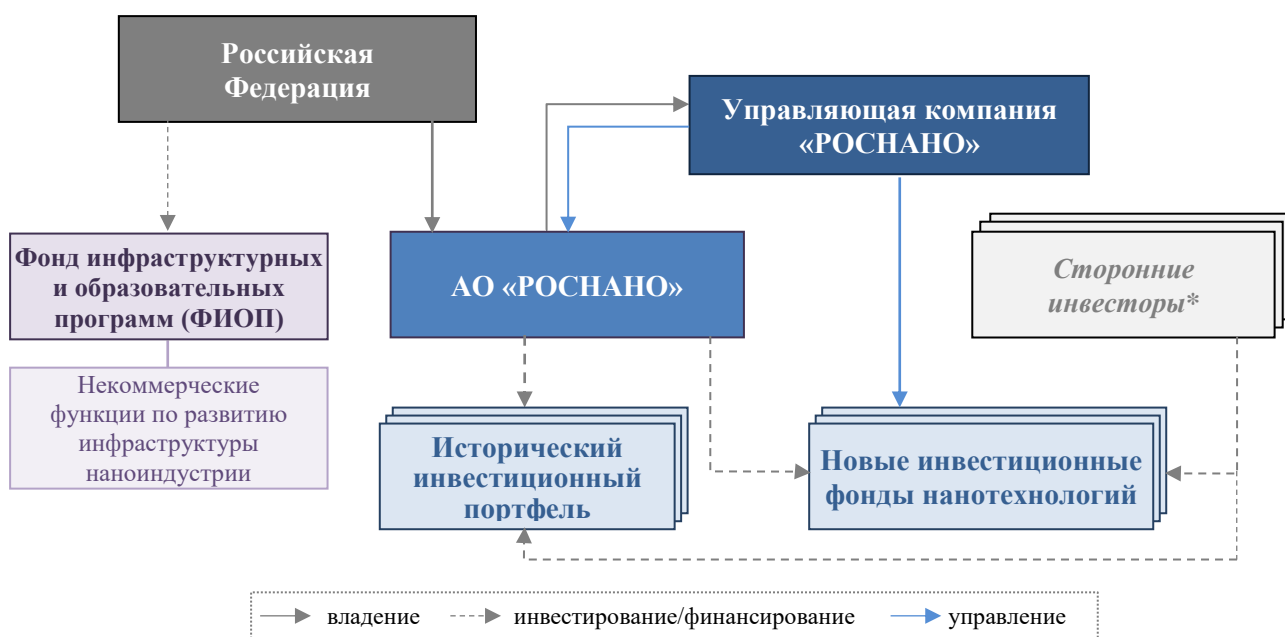 Российская
Федерация
Управляющая компания
«РОСНАНО»
Фонд инфраструктурных
и образовательных
программ (ФИОП)
АО «РОСНАНО»
Сторонние
инвесторы*
Некоммерческие
функции по развитию
инфраструктуры
наноиндустрии
Исторический
инвестиционный
портфель
Новые инвестиционные
фонды нанотехнологий
владение
инвестирование/финансирование
управление